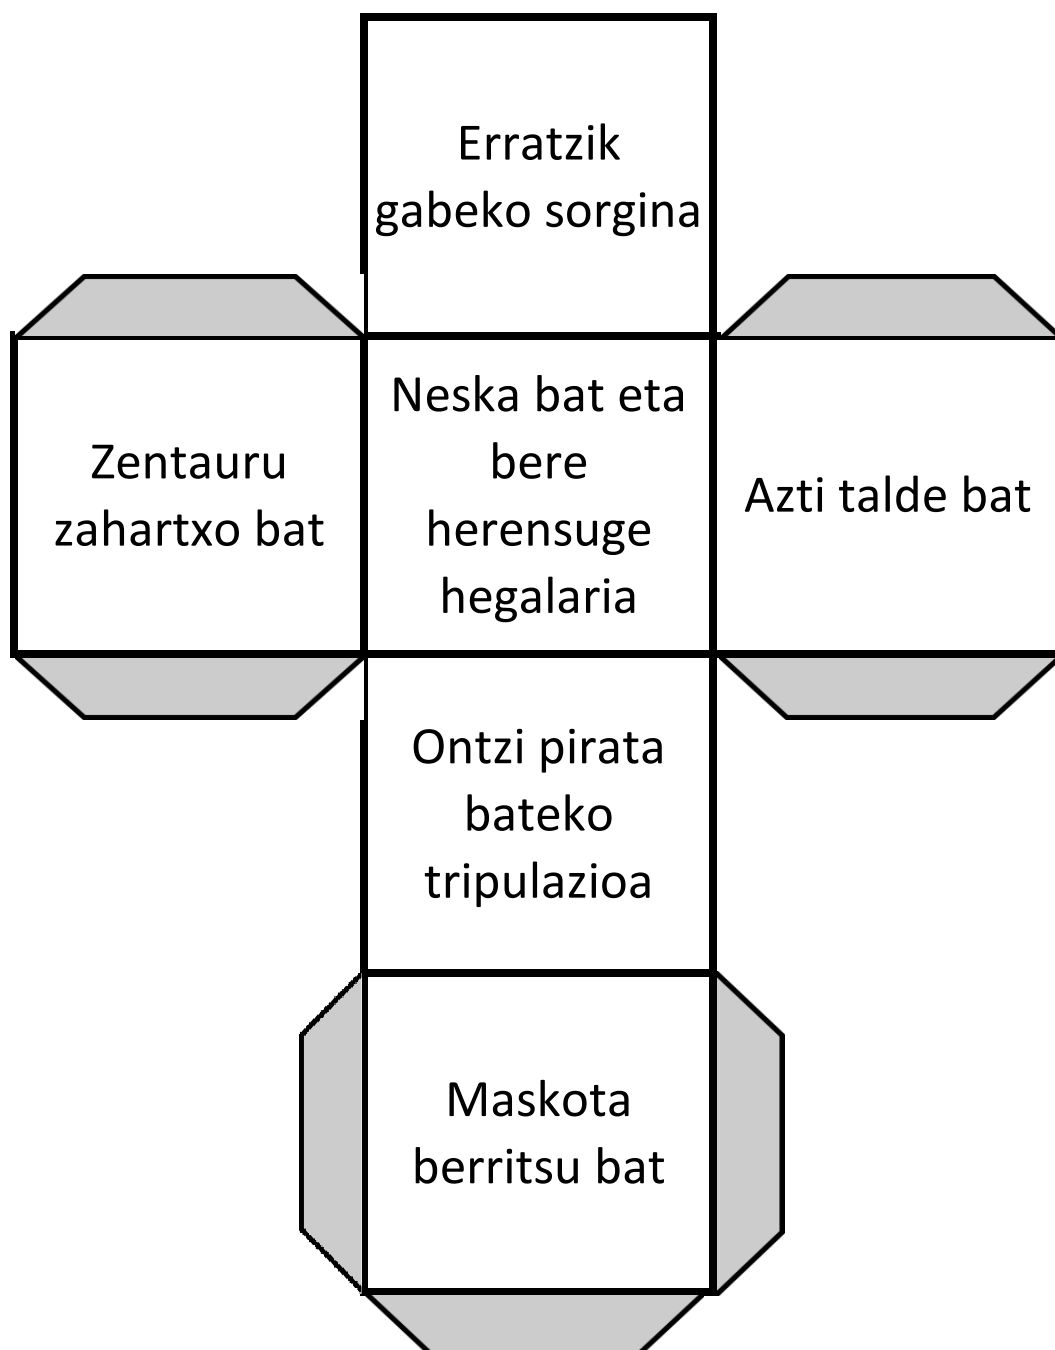 Erratzik
gabeko sorgina
Zentauru
zahartxo bat
Neska bat eta
bere
herensuge
hegalaria
Azti talde bat
Ontzi pirata
bateko
tripulazioa
Maskota
berritsu bat